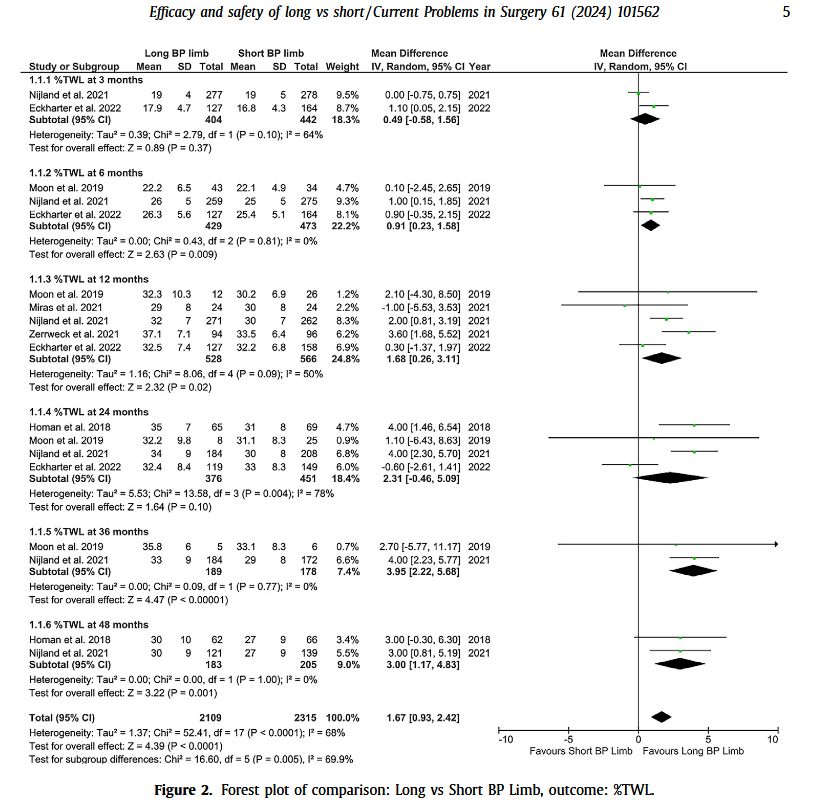 Efficacy and safety of long vs short / Current Problems in Surgery 61 (2024) 101562 5
Long BP limb Short BP limb Mean Difference Mean Difference
Study or Subgroup Mean SD Total Mean SD Total Weight IV, Random, 95% CI Year IV, Random, 95% CI
1.1.1 %TWL at 3 months
Nijland et al. 2021 19 4 277 19 5 278 9.5% 0.00 [-0.75, 0.75] 2021
Eckharter et al. 2022 17.9 4.7 127 16.8 4.3 164 8.7% 1.10 [0.05, 2.15] 2022
Subtotal (95% CI) 404 442 18.3% 0.49 [-0.58, 1.56]
Heterogeneity: Tau² = 0.39; Chi² = 2.79, df = 1 (P = 0.10); I² = 64%
Test for overall effect: Z = 0.89 (P = 0.37)
1.1.2 %TWL at 6 months
Moon et al. 2019 22.2 6.5 43 22.1 4.9 34 4.7% 0.10 [-2.45, 2.65] 2019
Nijland et al. 2021 26 5 259 25 5 275 9.4% 1.00 [0.15, 1.85] 2021
Eckharter et al. 2022 26.3 5.6 127 25.4 5.1 164 8.1% 0.90 [-0.35, 2.15] 2022
Subtotal (95% CI) 429 473 22.2% 0.91 [0.23, 1.58]
Heterogeneity: Tau² = 0.00; Chi² = 0.43, df = 2 (P = 0.81); I² = 0%
Test for overall effect: Z = 2.63 (P = 0.009)
1.1.3 %TWL at 12 months
Moon et al. 2019 32.3 10.3 12 30.2 6.9 26 1.2% 2.10 [-4.30, 8.50] 2019
Miras et al. 2021 29 8 24 30 8 24 2.2% -1.00 [-5.53, 3.53] 2021
Nijland et al. 2021 32 7 271 30 7 262 8.3% 2.00 [0.81, 3.19] 2021
Zerrweck et al. 2021 37.1 7.1 94 33.5 6.4 96 6.2% 3.60 [1.68, 5.52] 2021
Eckharter et al. 2022 32.5 7.4 127 32.2 6.8 158 6.9% 0.30 [-1.37, 1.97] 2022
Subtotal (95% CI) 528 566 24.8% 1.68 [0.26, 3.11]
Heterogeneity: Tau² = 1.16; Chi² = 8.06, df = 4 (P = 0.09); I² = 50%
Test for overall effect: Z = 2.32 (P = 0.02)
1.1.4 %TWL at 24 months
Homan et al. 2018 35 7 65 31 8 69 4.7% 4.00 [1.46, 6.54] 2018
Moon et al. 2019 32.2 9.8 8 31.1 8.3 25 0.9% 1.10 [-6.43, 8.63] 2019
Nijland et al. 2021 34 9 184 30 8 208 6.8% 4.00 [2.30, 5.70] 2021
Eckharter et al. 2022 32.4 8.4 119 33 8.3 149 6.0% -0.60 [-2.61, 1.41] 2022
Subtotal (95% CI) 376 451 18.4% 2.31 [-0.46, 5.09]
Heterogeneity: Tau² = 5.53; Chi² = 13.58, df = 3 (P = 0.004); I² = 78%
Test for overall effect: Z = 1.64 (P = 0.10)
1.1.5 %TWL at 36 months
Moon et al. 2019 35.8 6 5 33.1 8.3 6 0.7% 2.70 [-5.77, 11.17] 2019
Nijland et al. 2021 33 9 184 29 8 172 6.6% 4.00 [2.23, 5.77] 2021
Subtotal (95% CI) 189 178 7.4% 3.95 [2.22, 5.68]
Heterogeneity: Tau² = 0.00; Chi² = 0.09, df = 1 (P = 0.77); I² = 0%
Test for overall effect: Z = 4.47 (P < 0.00001)
1.1.6 %TWL at 48 months
Homan et al. 2018 30 10 62 27 9 66 3.4% 3.00 [-0.30, 6.30] 2018
Nijland et al. 2021 30 9 121 27 9 139 5.5% 3.00 [0.81, 5.19] 2021
Subtotal (95% CI) 183 205 9.0% 3.00 [1.17, 4.83]
Heterogeneity: Tau² = 0.00; Chi² = 0.00, df = 1 (P = 1.00); I² = 0%
Test for overall effect: Z = 3.22 (P = 0.001)
Total (95% CI) 2109 2315 100.0% 1.67 [0.93, 2.42]
Heterogeneity: Tau² = 1.37; Chi² = 52.41, df = 17 (P < 0.0001); I² = 68%
-10 -5 0 5 10
Test for overall effect: Z = 4.39 (P < 0.0001)
Favours Short BP Limb Favours Long BP Limb
Test for subgroup differences: Chi² = 16.60, df = 5 (P = 0.005), I² = 69.9%
Figure 2. Forest plot of comparison: Long vs Short BP Limb, outcome: %TWL.